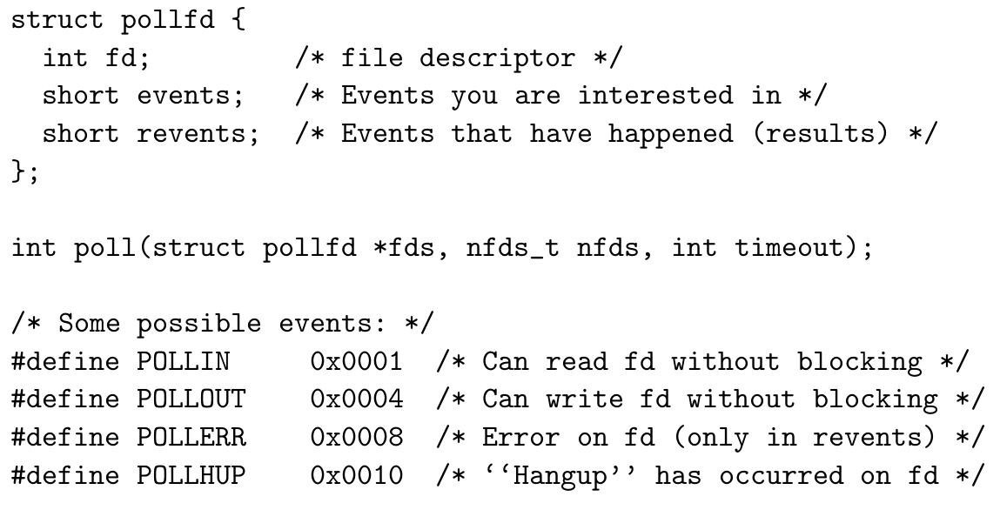 struct pollfd {
  int fd;         /* file descriptor */
  short events;   /* Events you are interested in */
  short revents;  /* Events that have happened (results) */
};

int poll(struct pollfd *fds, nfds_t nfds, int timeout);

/* Some possible events: */
#define POLLIN     0x0001  /* Can read fd without blocking */
#define POLLOUT    0x0004  /* Can write fd without blocking */
#define POLLERR    0x0008  /* Error on fd (only in revents) */
#define POLLHUP    0x0010  /* ‘‘Hangup’’ has occurred on fd */